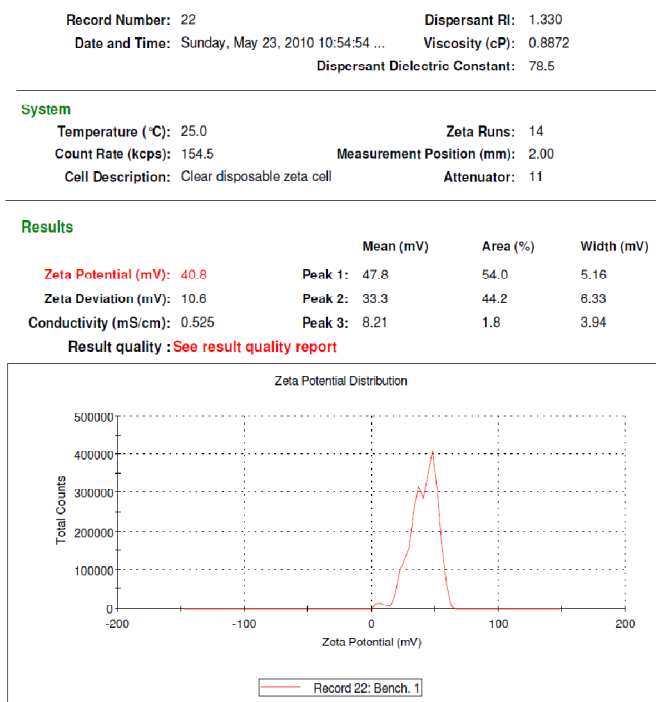 Record Number: 22 Dispersant RI: 1.330
Date and Time: Sunday, May 23, 2010 10:54:54 ... Viscosity (cP): 0.8872
Dispersant Dielectric Constant: 78.5
System
Temperature (°C): 25.0 Zeta Runs: 14
Count Rate (kcps): 154.5 Measurement Position (mm): 2.00
Cell Description: Clear disposable zeta cell Attenuator: 11
Results
Mean (mV) Area (%) Width (mV)
Zeta Potential (mV): 40.8 Peak 1: 47.8 54.0 5.16
Zeta Deviation (mV): 10.6 Peak 2: 33.3 44.2 6.33
Conductivity (mS/cm): 0.525 Peak 3: 8.21 1.8 3.94
Result quality : See result quality report
Zeta Potential Distribution
500000
400000
300000
200000
100000
0
Total Counts
-200 -100 0 100 200
Zeta Potential (mV)
Record 22: Bench. 1